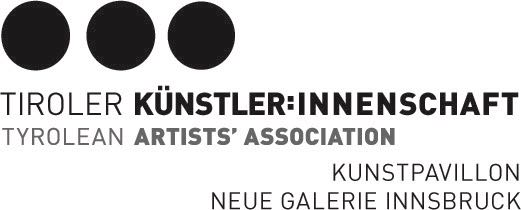 TIROLER KÜNSTLER:INNENSCHAFT
TYROLEAN ARTISTS' ASSOCIATION
KUNSTPAVILLON
NEUE GALERIE INNSBRUCK